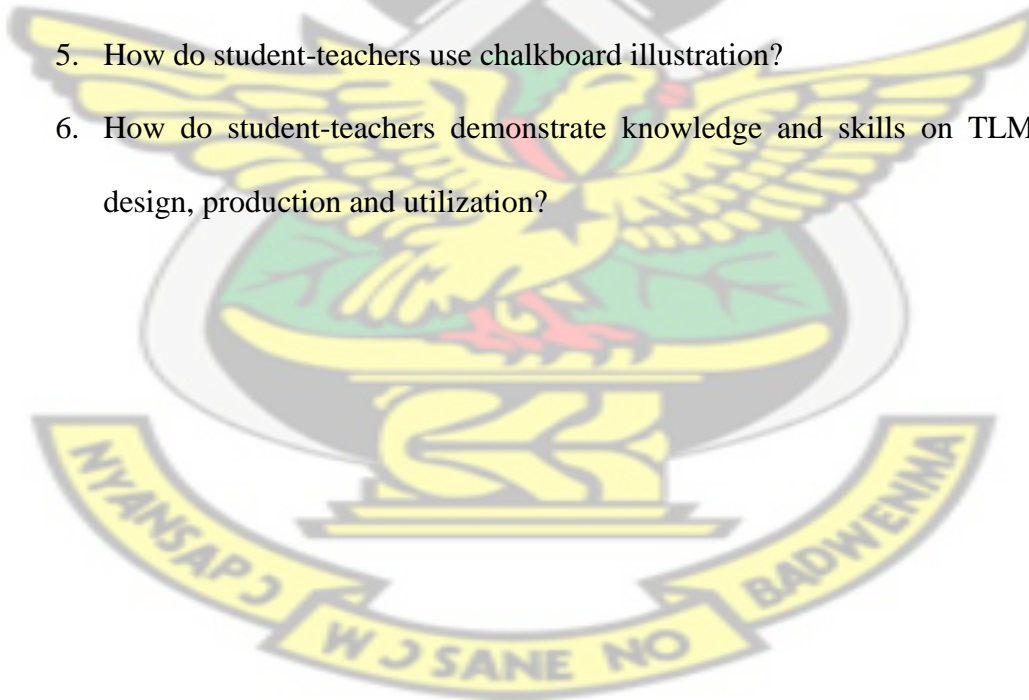 5. How do student-teachers use chalkboard illustration?
6. How do student-teachers demonstrate knowledge and skills on TLM
design, production and utilization?
NYANSAPƆ
WƆSANE NO
BADWENMA